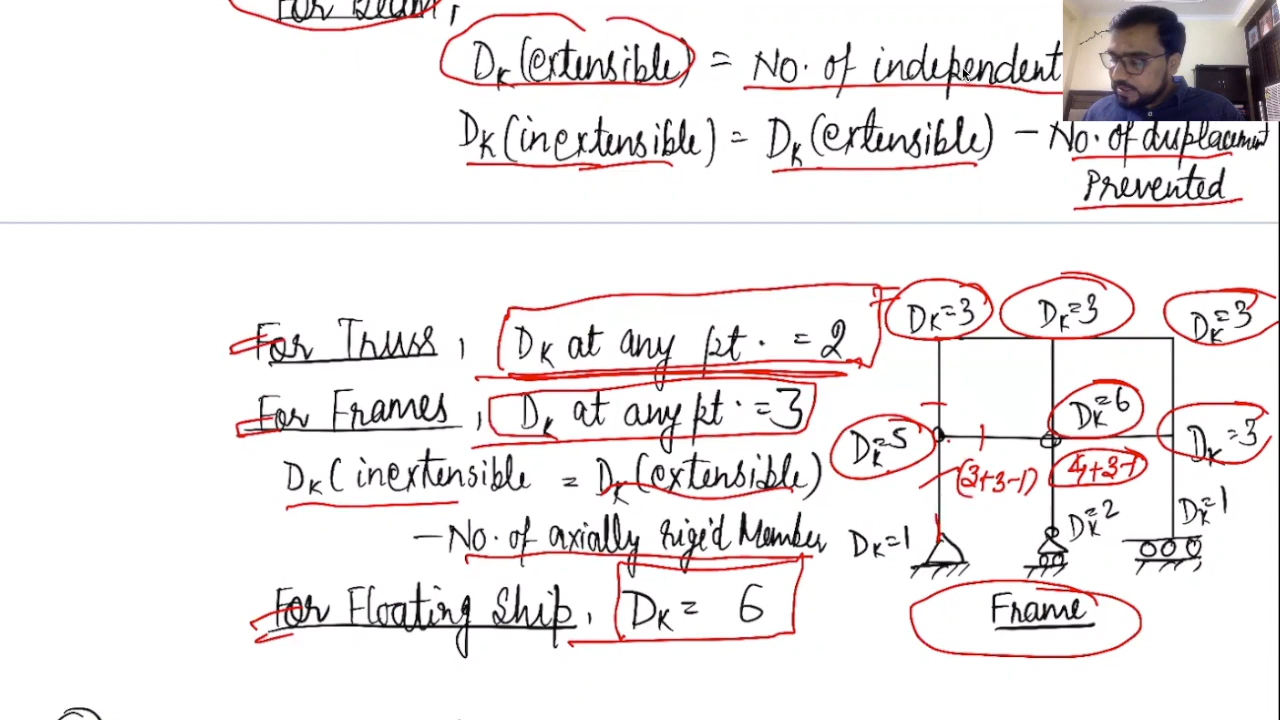 For Beam,
Dk (extensible) = No. of independent
Dk (inextensible) = Dk (extensible) - No. of displacement
Prevented
For Truss, Dk at any pt. = 2
For Frames, Dk at any pt. = 3
Dk (inextensible = Dk (extensible)
- No. of axially rigid Member
For Floating Ship, Dk = 6
Dk=3 Dk=3 Dk=3
Dk=5 Dk=6 Dk=3
(3+3-1) 4+3-1
Dk=1 Dk=2 Dk=1
Frame